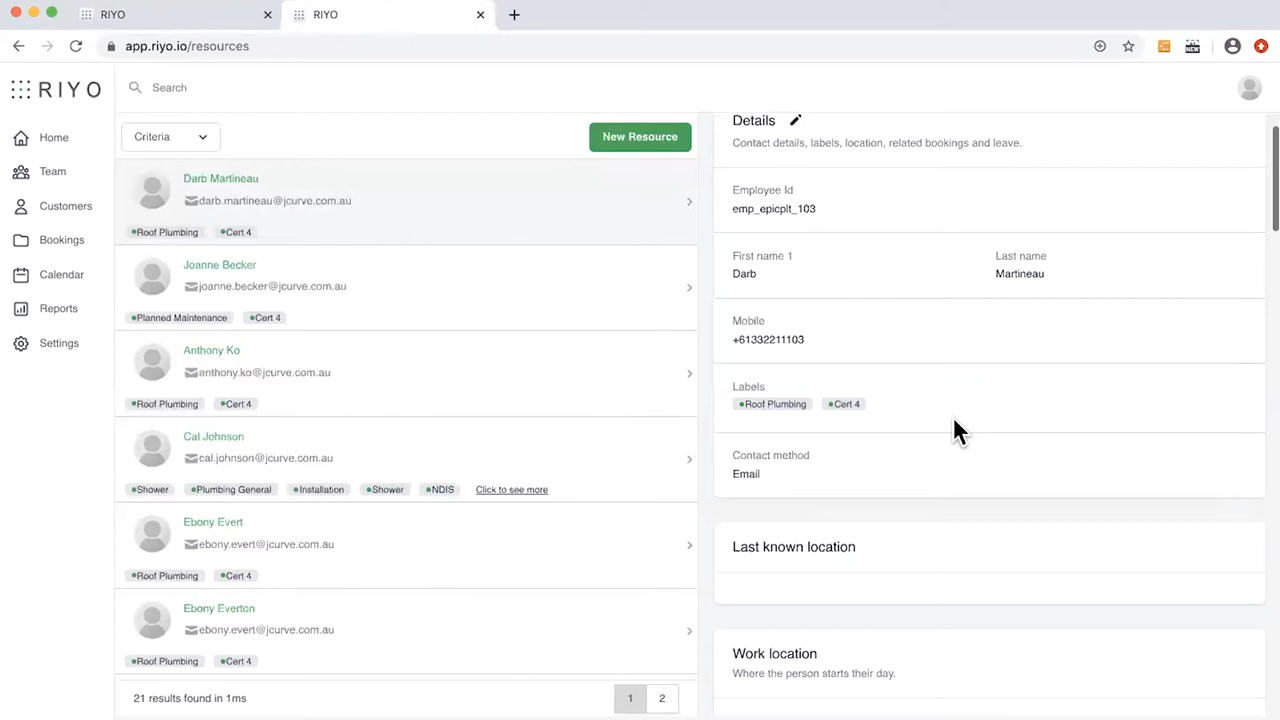 RIYO
RIYO
app.riyo.io/resources
NEW
RIYO
Search
Home
Team
Customers
Bookings
Calendar
Reports
Settings
Criteria
New Resource
Darb Martineau
darb.martineau@jcurve.com.au
Roof Plumbing Cert 4
Joanne Becker
joanne.becker@jcurve.com.au
Planned Maintenance Cert 4
Anthony Ko
anthony.ko@jcurve.com.au
Roof Plumbing Cert 4
Cal Johnson
cal.johnson@jcurve.com.au
Shower Plumbing General Installation Shower NDIS Click to see more
Ebony Evert
ebony.evert@jcurve.com.au
Roof Plumbing Cert 4
Ebony Everton
ebony.evert@jcurve.com.au
Roof Plumbing Cert 4
21 results found in 1ms
1 2
Details
Contact details, labels, location, related bookings and leave.
Employee Id
emp_epicplt_103
First name 1 Last name
Darb Martineau
Mobile
+61332211103
Labels
Roof Plumbing Cert 4
Contact method
Email
Last known location
Work location
Where the person starts their day.